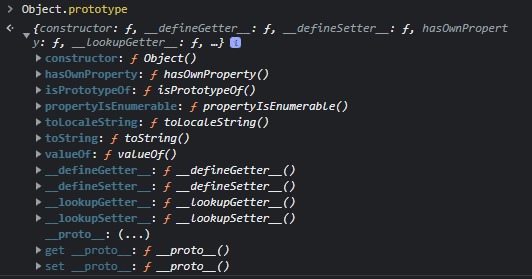 Object.prototype
{constructor: ƒ, __defineGetter__: ƒ, __defineSetter__: ƒ, hasOwnPropert
y: ƒ, __lookupGetter__: ƒ, …} i
constructor: ƒ Object()
hasOwnProperty: ƒ hasOwnProperty()
isPrototypeOf: ƒ isPrototypeOf()
propertyIsEnumerable: ƒ propertyIsEnumerable()
toLocaleString: ƒ toLocaleString()
toString: ƒ toString()
valueOf: ƒ valueOf()
__defineGetter__: ƒ __defineGetter__()
__defineSetter__: ƒ __defineSetter__()
__lookupGetter__: ƒ __lookupGetter__()
__lookupSetter__: ƒ __lookupSetter__()
__proto__: (...)
get __proto__: ƒ __proto__()
set __proto__: ƒ __proto__()